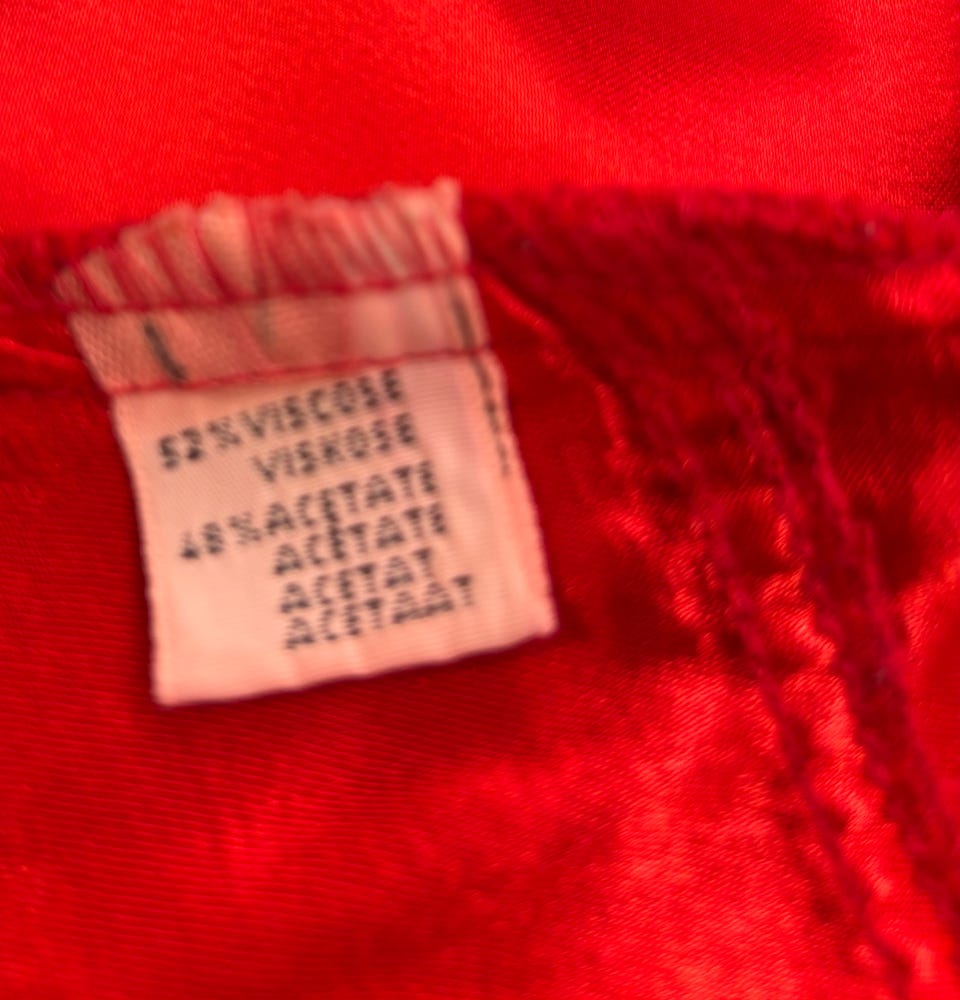 52% VISCOSE
VISKOSE
48% ACETATE
ACETATE
ACETAT
ACETAAT